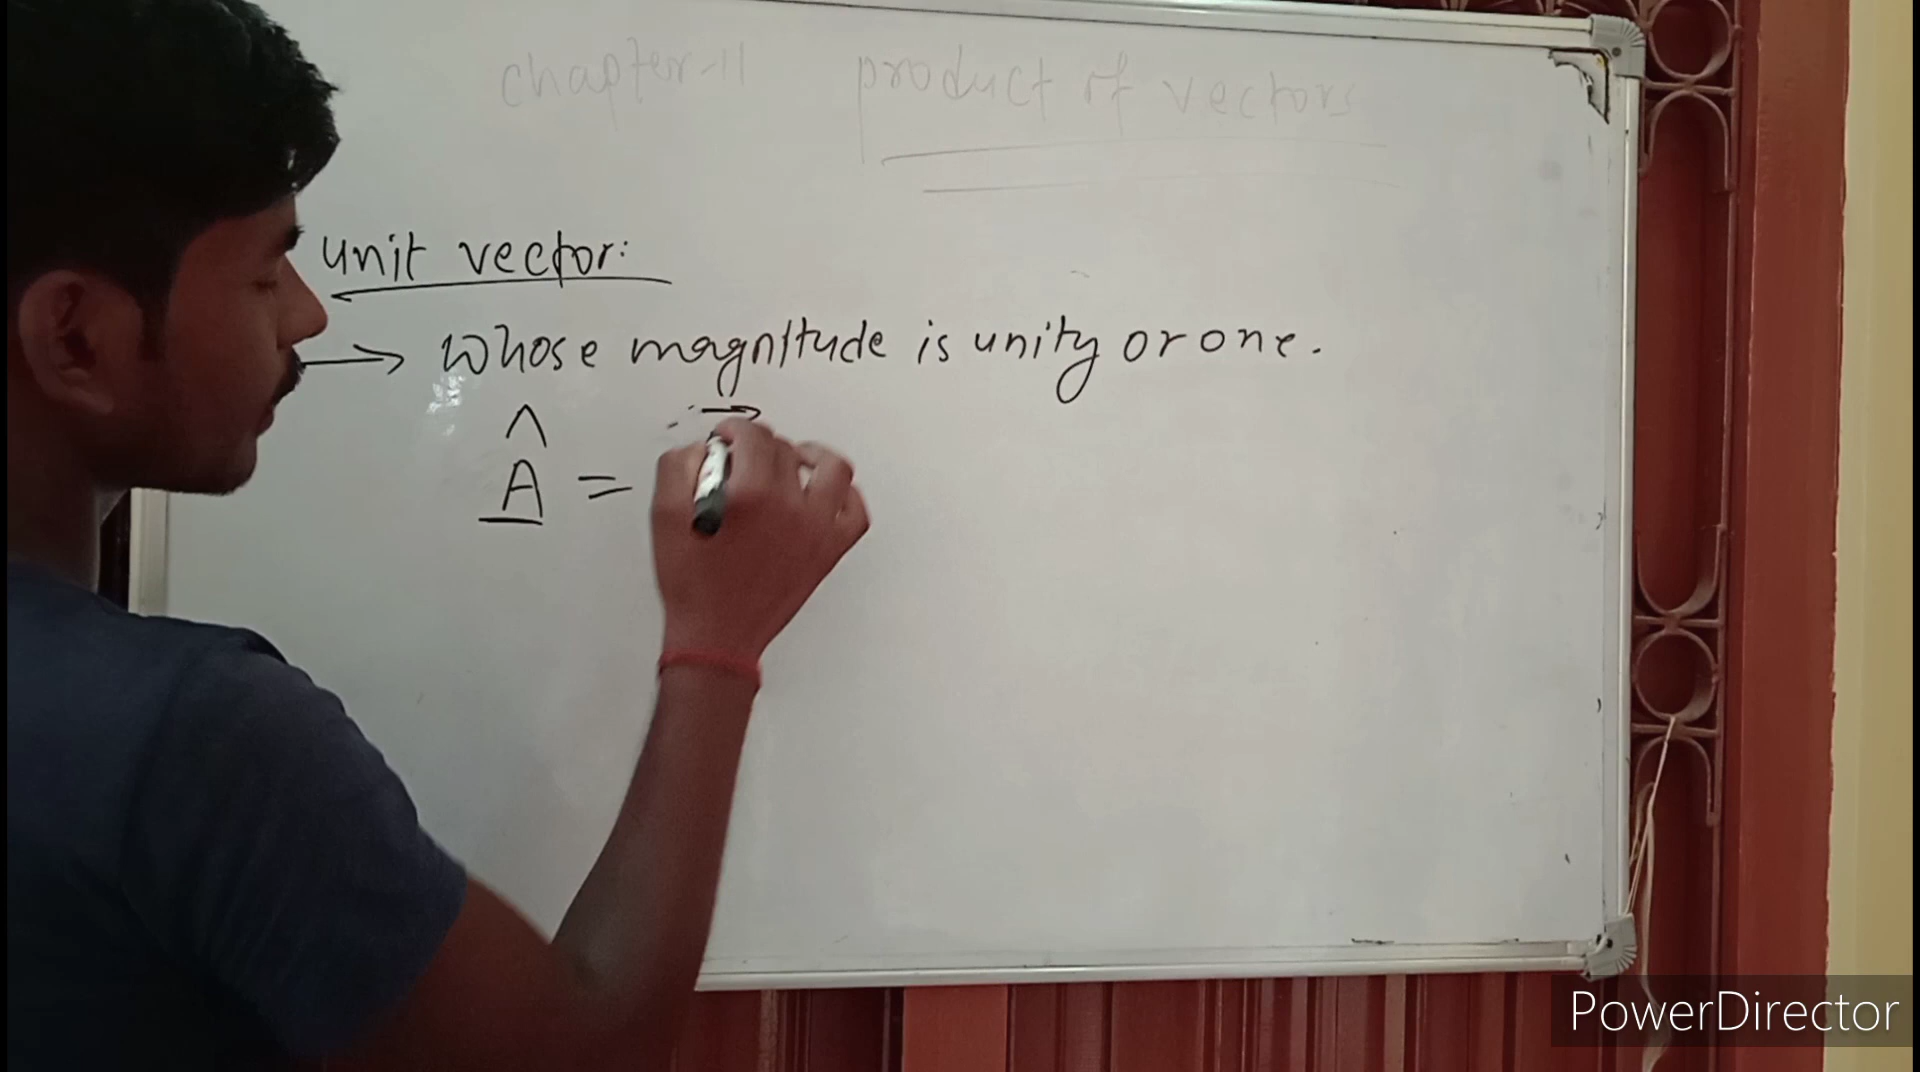 chapter-11 product of vectors
unit vector:
→ whose magnitude is unity or one.
Â =
PowerDirector